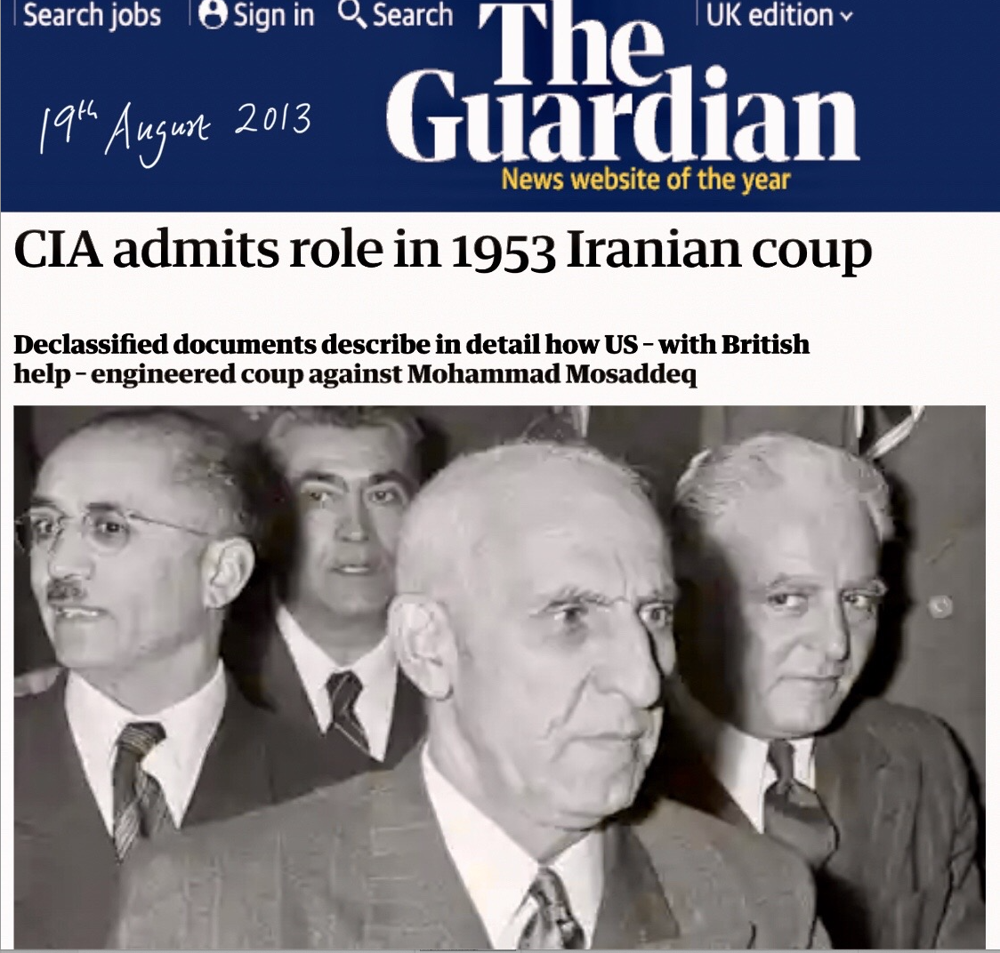 Search jobs Sign in Search UK edition
The
Guardian
News website of the year
19th August 2013
CIA admits role in 1953 Iranian coup
Declassified documents describe in detail how US – with British
help – engineered coup against Mohammad Mosaddeq